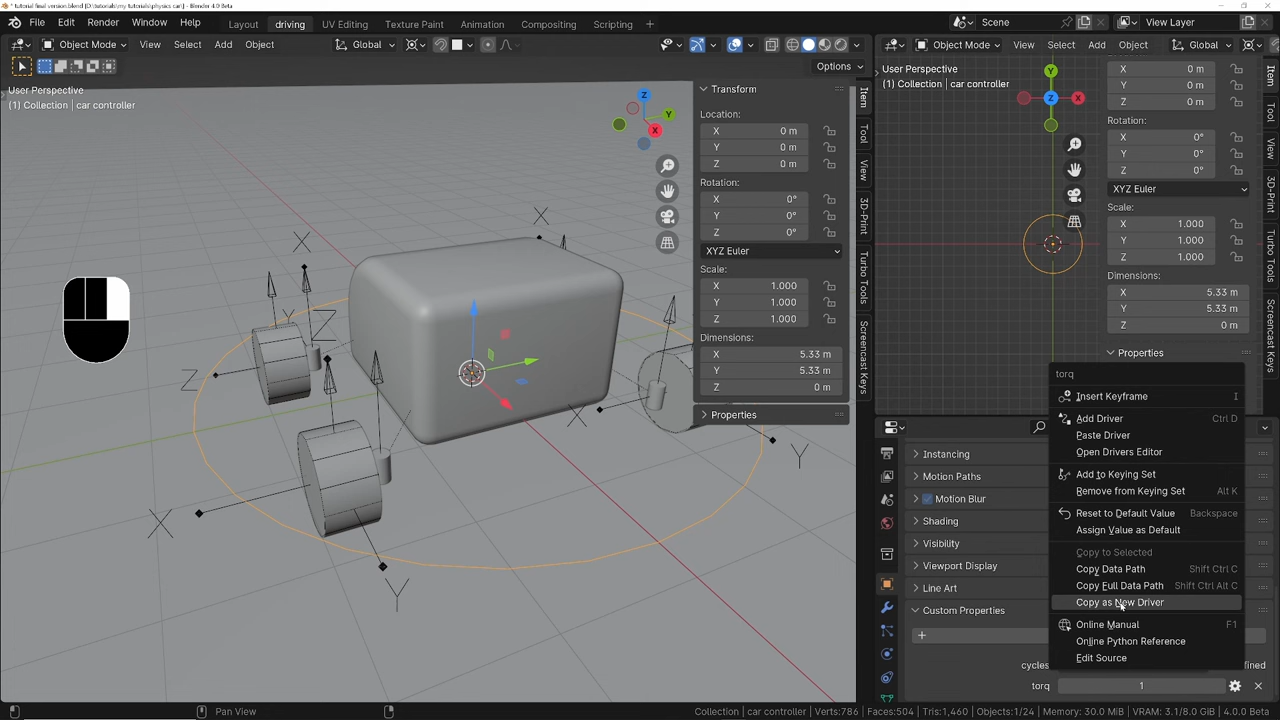 * tutorial final version.blend [D:\tutorials\my tutorials\physics car\] - Blender 4.0 Beta
File Edit Render Window Help Layout driving UV Editing Texture Paint Animation Compositing Scripting + Scene View Layer
Object Mode View Select Add Object Global
Object Mode View Select Add Object Global
Options
User Perspective
(1) Collection | car controller
Transform
Location:
X 0 m
Y 0 m
Z 0 m
Rotation:
X 0°
Y 0°
Z 0°
XYZ Euler
Scale:
X 1.000
Y 1.000
Z 1.000
Dimensions:
X 5.33 m
Y 5.33 m
Z 0 m
Properties
Z
Y
X
X
X
Y
Z
Z
X
X
Y
Y
Item
Tool
View
3D-Print
Turbo Tools
Screencast Keys
User Perspective
(1) Collection | car controller
Y
Z
X
X 0 m
Y 0 m
Z 0 m
Rotation:
X 0°
Y 0°
Z 0°
XYZ Euler
Scale:
X 1.000
Y 1.000
Z 1.000
Dimensions:
X 5.33 m
Y 5.33 m
Z 0 m
Properties
Item
Tool
View
3D-Print
Turbo Tools
Screencast Keys
torq
Insert Keyframe I
Add Driver Ctrl D
Paste Driver
Open Drivers Editor
Add to Keying Set
Remove from Keying Set Alt K
Reset to Default Value Backspace
Assign Value as Default
Copy to Selected
Copy Data Path Shift Ctrl C
Copy Full Data Path Shift Ctrl Alt C
Copy as New Driver
Online Manual F1
Online Python Reference
Edit Source
Instancing
Motion Paths
Motion Blur
Shading
Visibility
Viewport Display
Line Art
Custom Properties
+
cycles fined
torq 1
Pan View
Collection | car controller Verts:786 Faces:504 Tris:1,460 Objects:1/24 Memory: 30.0 MiB VRAM: 3.1/8.0 GiB 4.0.0 Beta